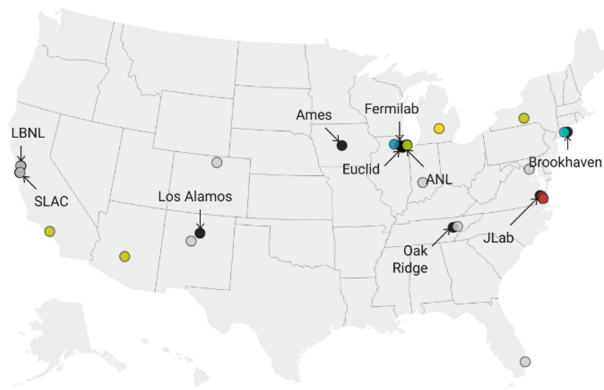 Fermilab
Ames
LBNL
Euclid
ANL
Brookhaven
SLAC
Los Alamos
JLab
Oak
Ridge